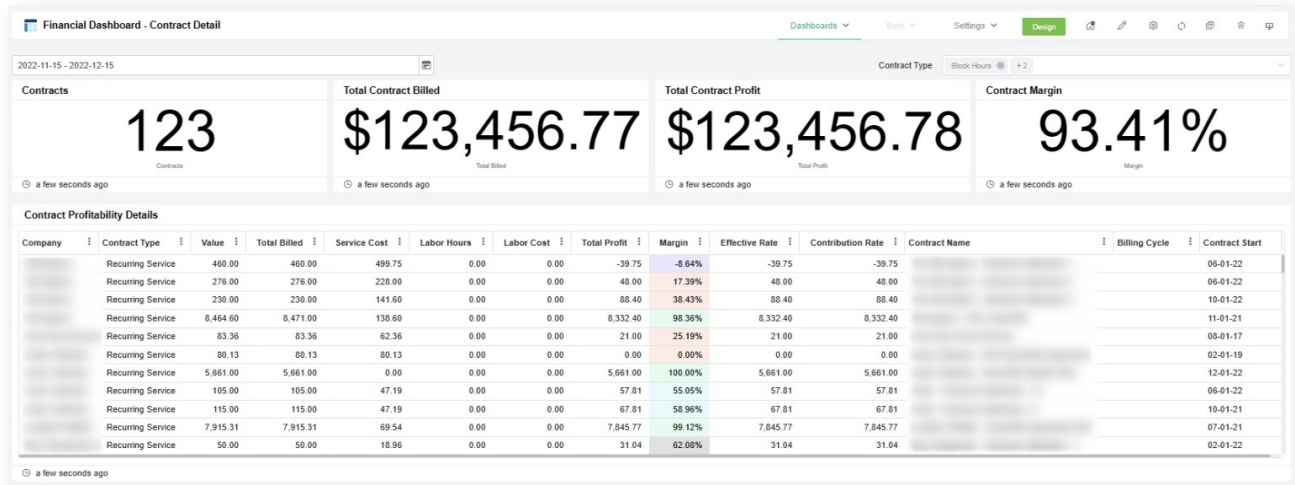 Financial Dashboard - Contract Detail Dashboards Bots Settings Design
2022-11-15 - 2022-12-15 Contract Type Block Hours +2
Contracts Total Contract Billed Total Contract Profit Contract Margin
123 $123,456.77 $123,456.78 93.41%
Contracts Total Billed Total Profit Margin
a few seconds ago a few seconds ago a few seconds ago a few seconds ago
Contract Profitability Details
Company Contract Type Value Total Billed Service Cost Labor Hours Labor Cost Total Profit Margin Effective Rate Contribution Rate Contract Name Billing Cycle Contract Start
Recurring Service 460.00 460.00 499.75 0.00 0.00 -39.75 -8.64% -39.75 -39.75 06-01-22
Recurring Service 276.00 276.00 228.00 0.00 0.00 48.00 17.39% 48.00 48.00 06-01-22
Recurring Service 230.00 230.00 141.60 0.00 0.00 88.40 38.43% 88.40 88.40 10-01-22
Recurring Service 8,464.60 8,471.00 138.60 0.00 0.00 8,332.40 98.36% 8,332.40 8,332.40 11-01-21
Recurring Service 83.36 83.36 62.36 0.00 0.00 21.00 25.19% 21.00 21.00 08-01-17
Recurring Service 80.13 80.13 80.13 0.00 0.00 0.00 0.00% 0.00 0.00 02-01-19
Recurring Service 5,661.00 5,661.00 0.00 0.00 0.00 5,661.00 100.00% 5,661.00 5,661.00 12-01-22
Recurring Service 105.00 105.00 47.19 0.00 0.00 57.81 55.05% 57.81 57.81 06-01-22
Recurring Service 115.00 115.00 47.19 0.00 0.00 67.81 58.96% 67.81 67.81 10-01-21
Recurring Service 7,915.31 7,915.31 69.54 0.00 0.00 7,845.77 99.12% 7,845.77 7,845.77 07-01-21
Recurring Service 50.00 50.00 18.96 0.00 0.00 31.04 62.08% 31.04 31.04 02-01-22
a few seconds ago